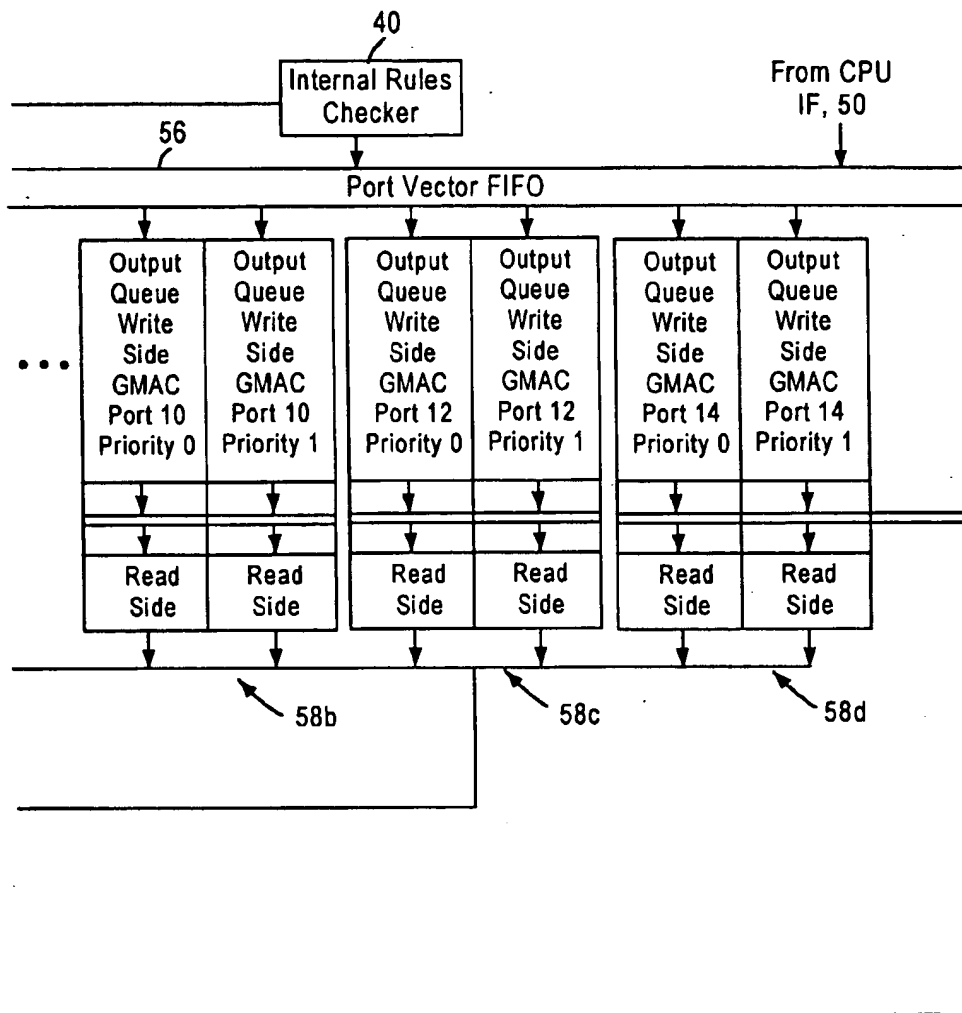 40
Internal Rules
Checker
From CPU
IF, 50
56
Port Vector FIFO
Output
Queue
Write
Side
GMAC
Port 10
Priority 0
Output
Queue
Write
Side
GMAC
Port 10
Priority 1
Output
Queue
Write
Side
GMAC
Port 12
Priority 0
Output
Queue
Write
Side
GMAC
Port 12
Priority 1
Output
Queue
Write
Side
GMAC
Port 14
Priority 0
Output
Queue
Write
Side
GMAC
Port 14
Priority 1
Read
Side
Read
Side
Read
Side
Read
Side
Read
Side
Read
Side
58b
58c
58d